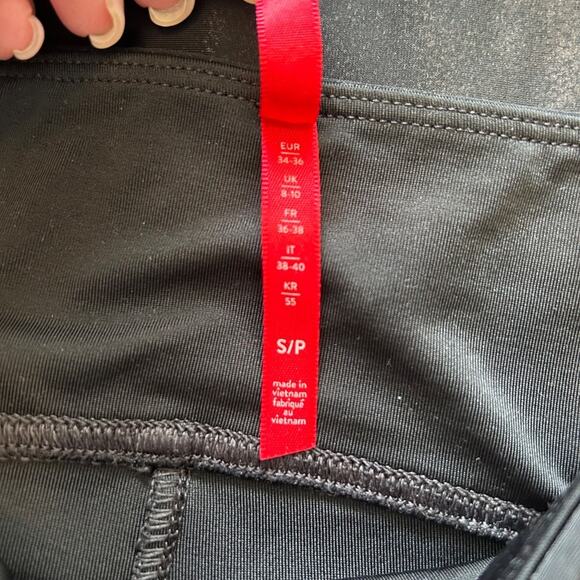 EUR
34-36
UK
8-10
FR
36-38
IT
38-40
KR
55
S/P
made in
vietnam
fabriqué
au
vietnam